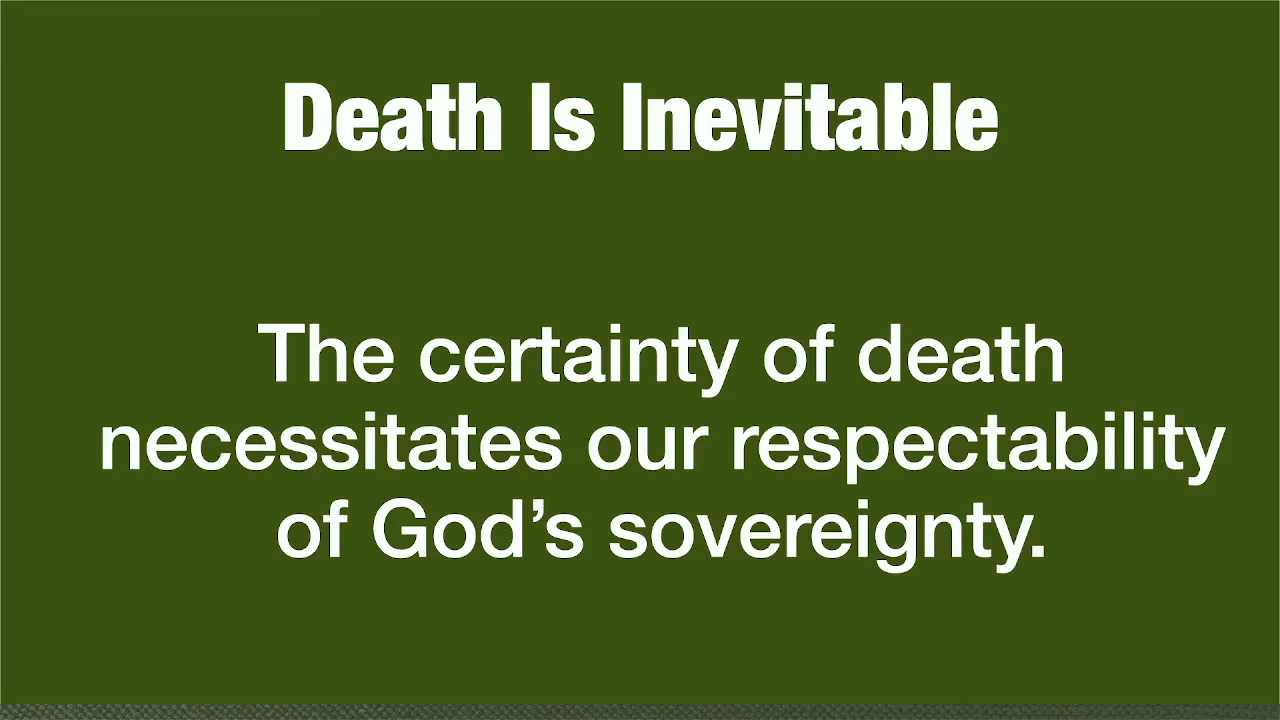 Death Is Inevitable
The certainty of death
necessitates our respectability
of God’s sovereignty.